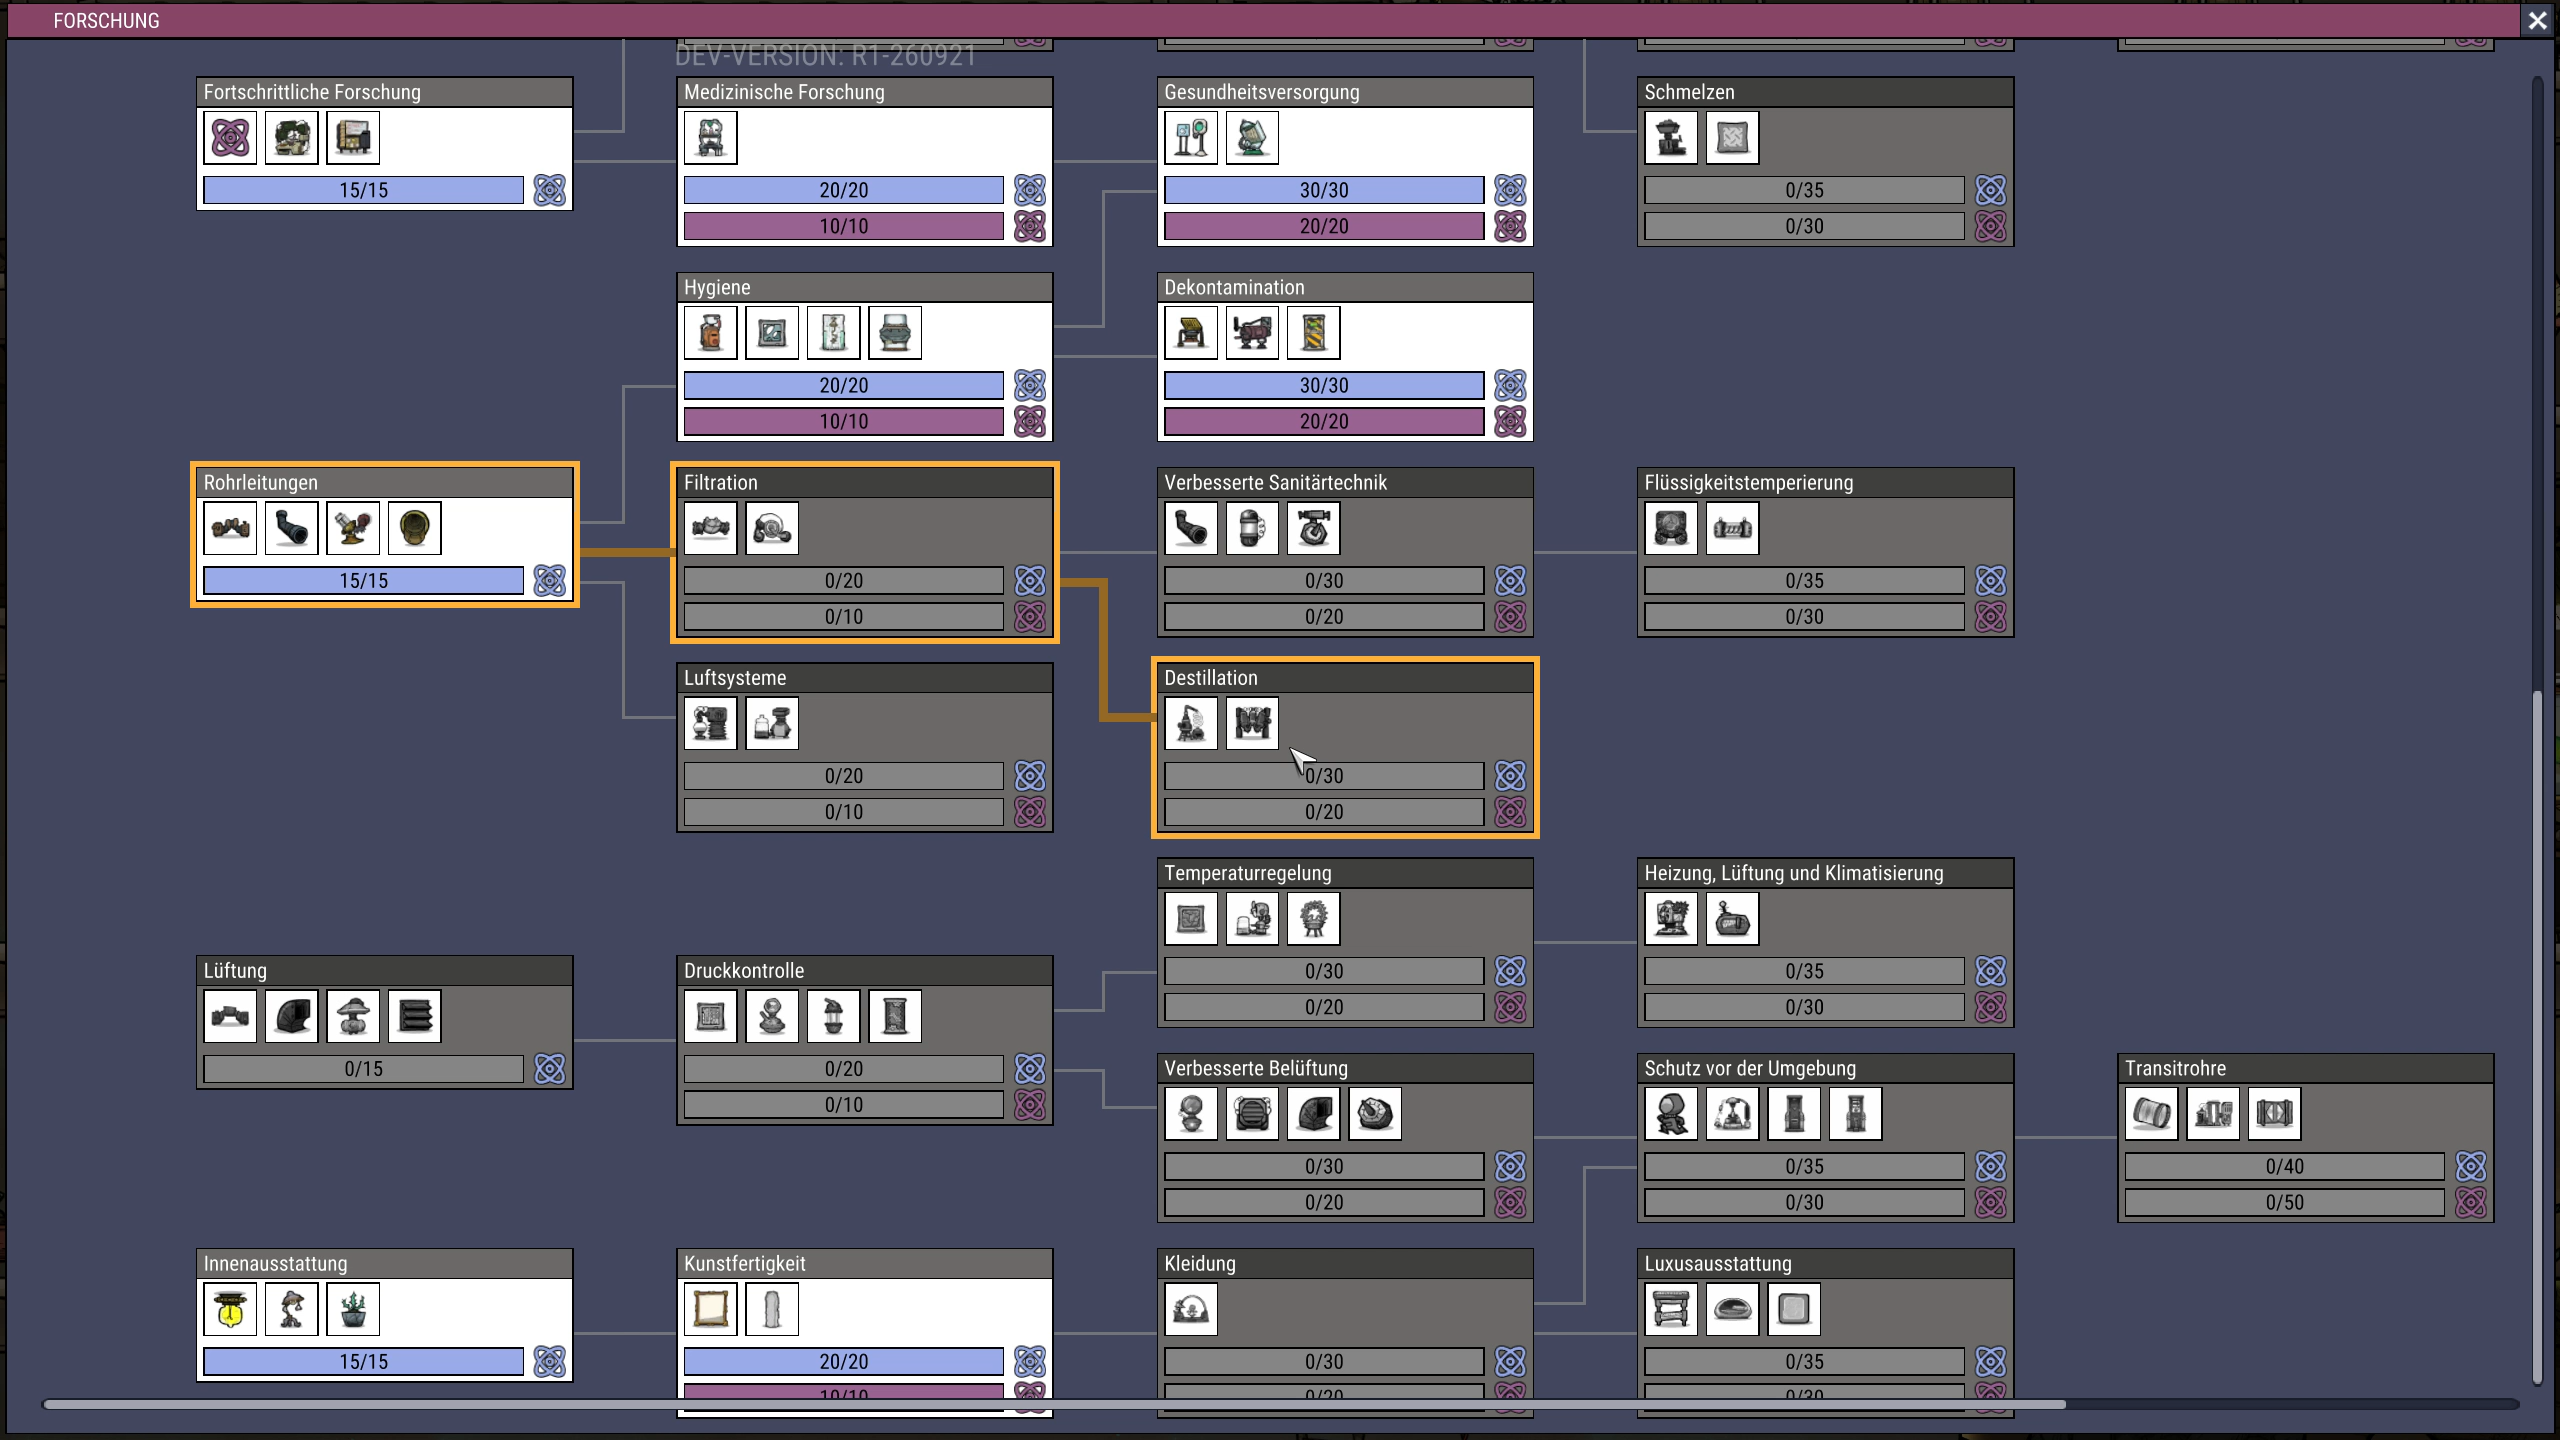 FORSCHUNG
DEV-VERSION: R1-260921
Fortschrittliche Forschung
15/15
Medizinische Forschung
20/20
10/10
Gesundheitsversorgung
30/30
20/20
Schmelzen
0/35
0/30
Hygiene
20/20
10/10
Dekontamination
30/30
20/20
Rohrleitungen
15/15
Filtration
0/20
0/10
Verbesserte Sanitärtechnik
0/30
0/20
Flüssigkeitstemperierung
0/35
0/30
Luftsysteme
0/20
0/10
Destillation
0/30
0/20
Temperaturregelung
0/30
0/20
Heizung, Lüftung und Klimatisierung
0/35
0/30
Lüftung
0/15
Druckkontrolle
0/20
0/10
Verbesserte Belüftung
0/30
0/20
Schutz vor der Umgebung
0/35
0/30
Transitrohre
0/40
0/50
Innenausstattung
15/15
Kunstfertigkeit
20/20
10/10
Kleidung
0/30
0/20
Luxusausstattung
0/35
0/30